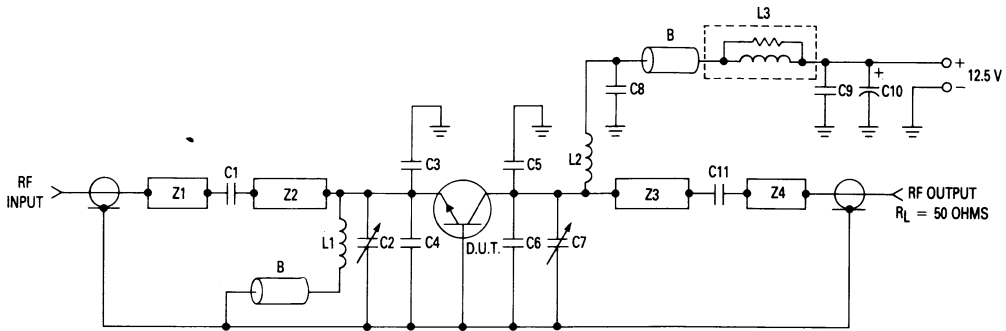 L3
B
+
12.5 V
−
C8
C9
+
C10
C3
C5
L2
RF
INPUT
Z1
C1
Z2
Z3
C11
Z4
RF OUTPUT
RL = 50 OHMS
L1
C2
C4
D.U.T.
C6
C7
B